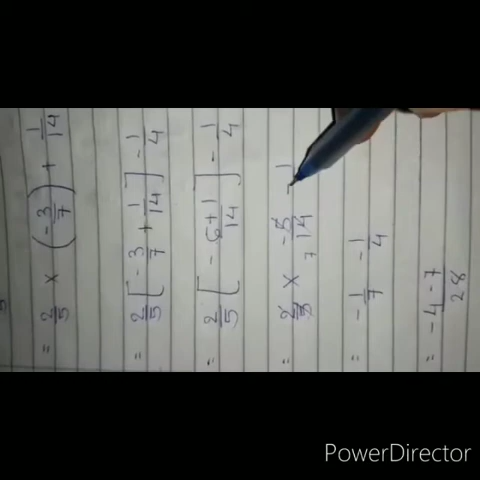 = 2/5 × (-3/7) + 1/14
= 2/5 [ -3/7 + 1/14 ] - 1/4
= 2/5 [ -6+1/14 ] - 1/4
= 2/5 × -5/14 - 1
7
= -1/7 - 1/4
= -4-7/28
PowerDirector